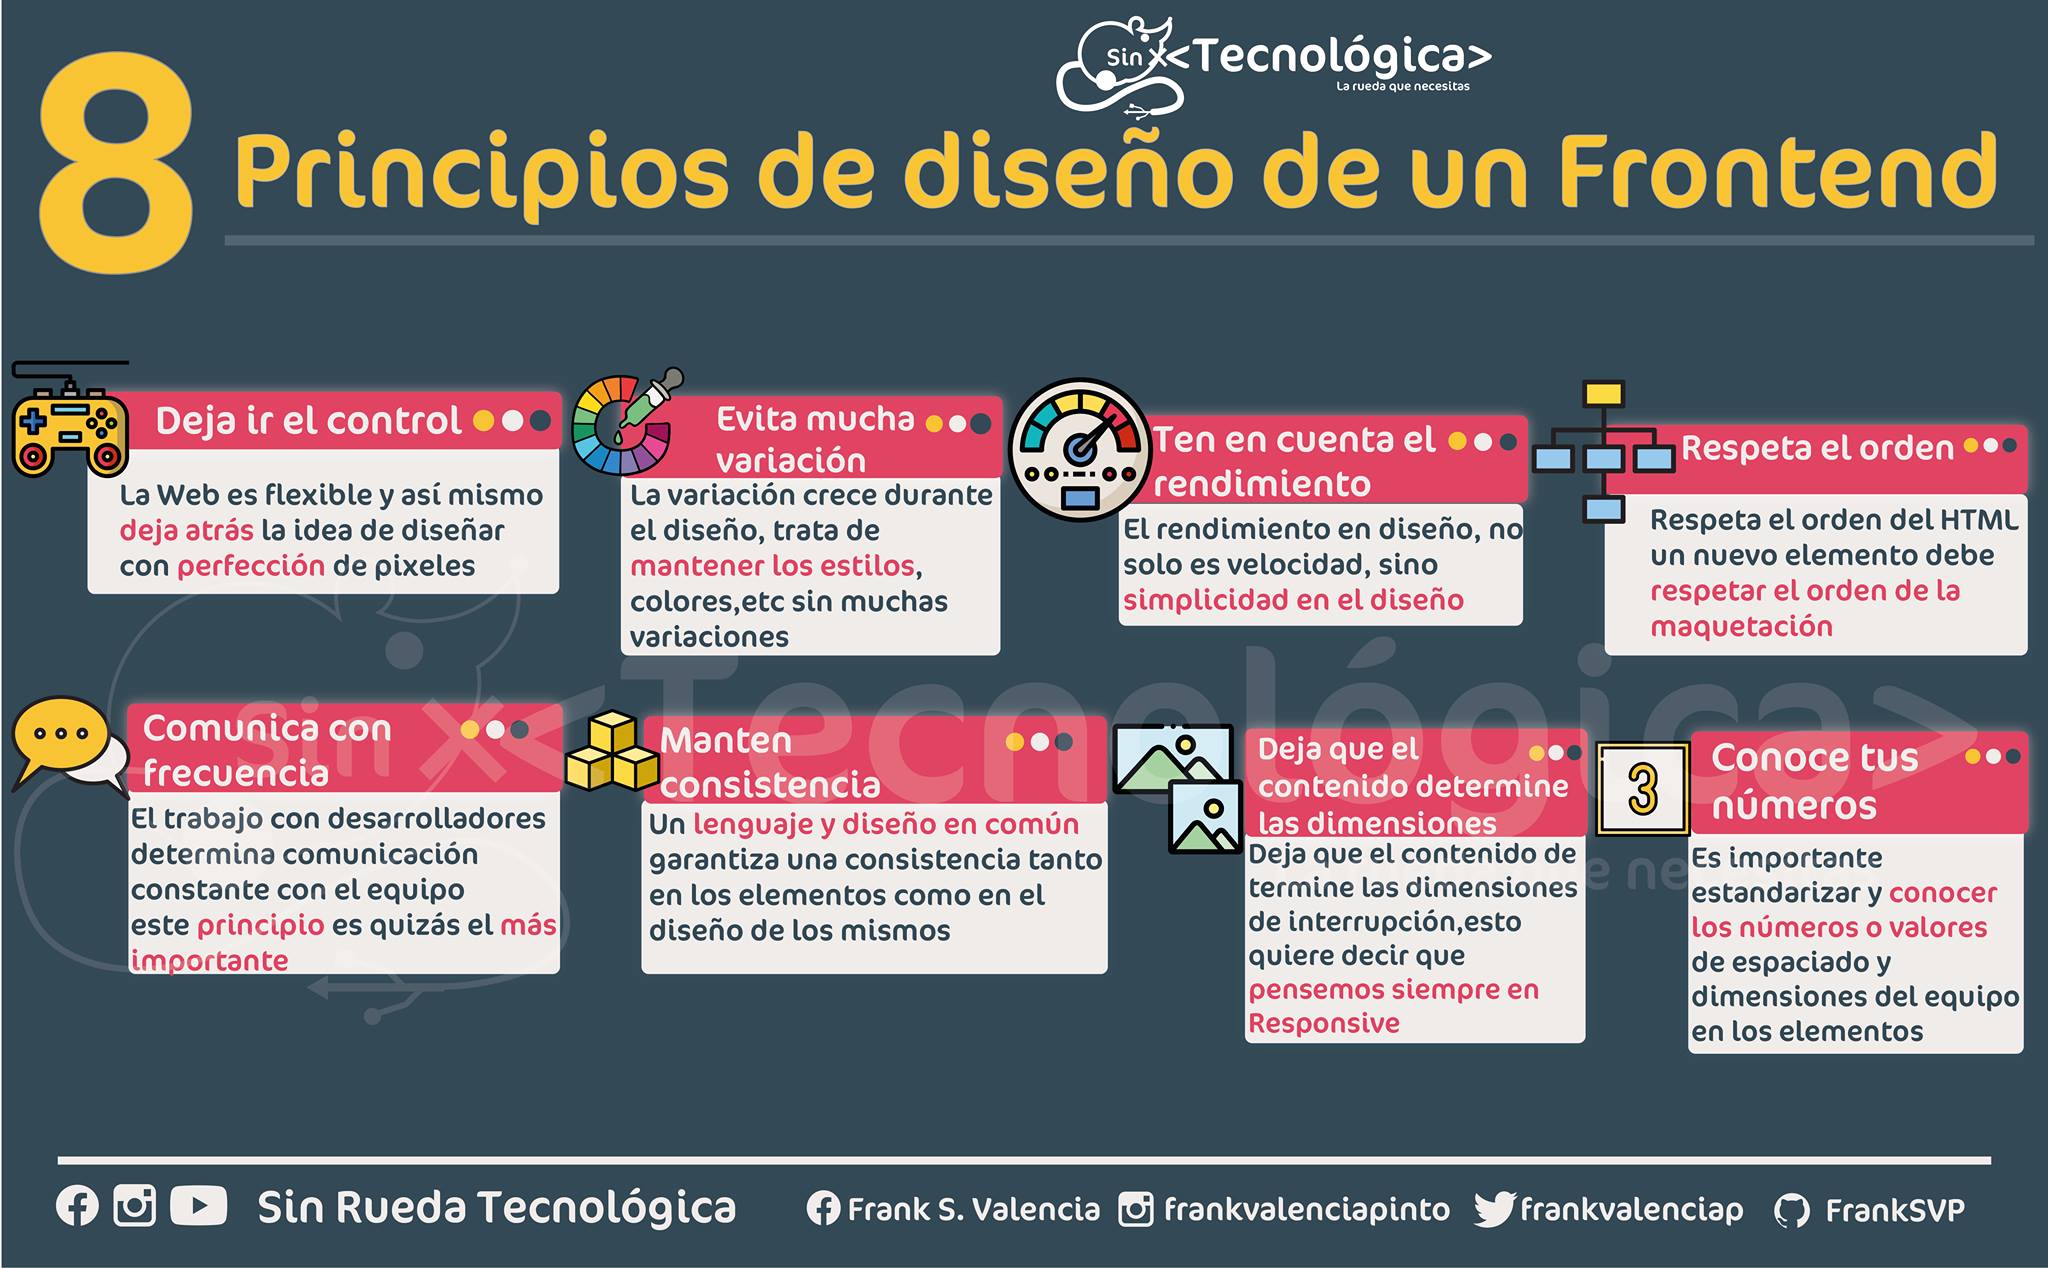 Sin <Tecnológica>
La rueda que necesitas
8 Principios de diseño de un Frontend
Deja ir el control
La Web es flexible y así mismo
deja atrás la idea de diseñar
con perfección de pixeles
Evita mucha
variación
La variación crece durante
el diseño, trata de
mantener los estilos,
colores,etc sin muchas
variaciones
Ten en cuenta el
rendimiento
El rendimiento en diseño, no
solo es velocidad, sino
simplicidad en el diseño
Respeta el orden
Respeta el orden del HTML
un nuevo elemento debe
respetar el orden de la
maquetación
Comunica con
frecuencia
El trabajo con desarrolladores
determina comunicación
constante con el equipo
este principio es quizás el más
importante
Manten
consistencia
Un lenguaje y diseño en común
garantiza una consistencia tanto
en los elementos como en el
diseño de los mismos
Deja que el
contenido determine
las dimensiones
Deja que el contenido de
termine las dimensiones
de interrupción,esto
quiere decir que
pensemos siempre en
Responsive
3
Conoce tus
números
Es importante
estandarizar y conocer
los números o valores
de espaciado y
dimensiones del equipo
en los elementos
Sin <Tecnológica>
Sin Rueda Tecnológica
Frank S. Valencia
frankvalenciapinto
frankvalenciap
FrankSVP